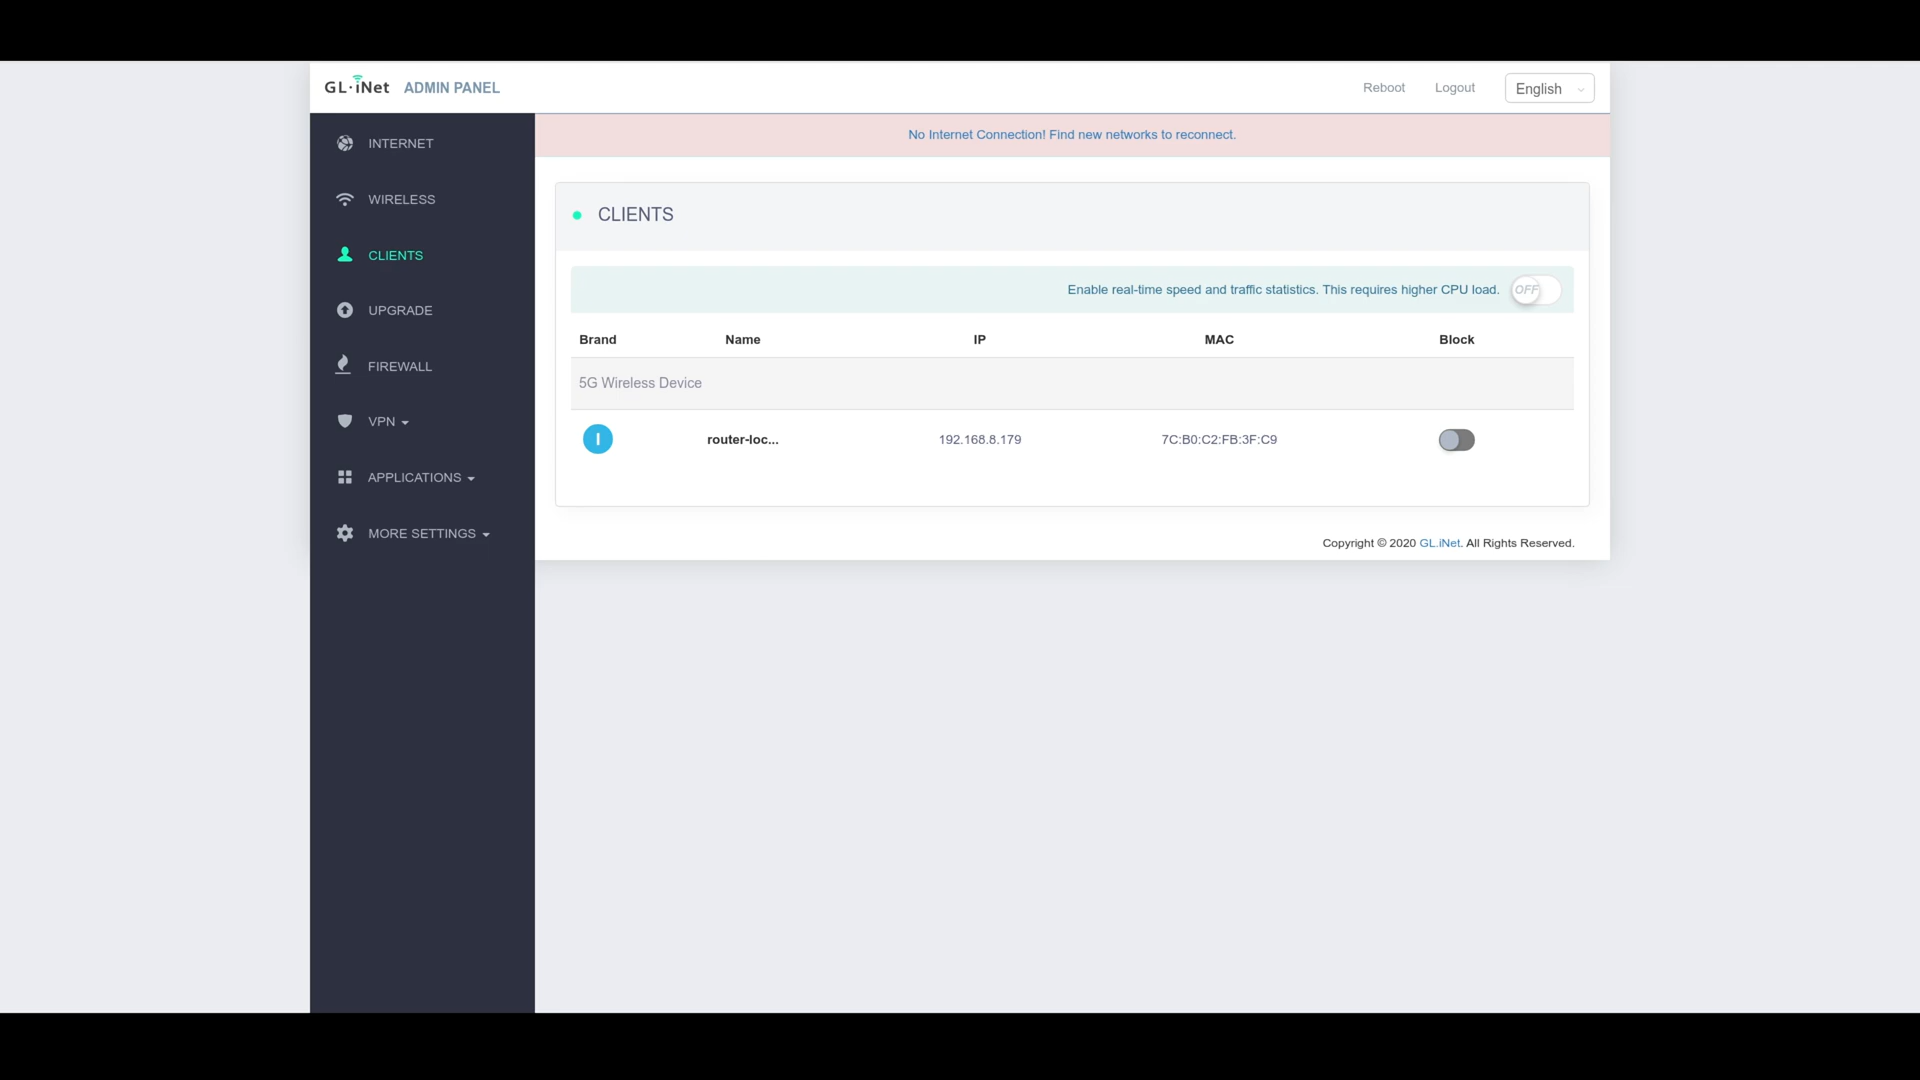 GL·iNet ADMIN PANEL
Reboot
Logout
English
INTERNET
WIRELESS
CLIENTS
UPGRADE
FIREWALL
VPN
APPLICATIONS
MORE SETTINGS
No Internet Connection! Find new networks to reconnect.
CLIENTS
Enable real-time speed and traffic statistics. This requires higher CPU load. OFF
Brand Name IP MAC Block
5G Wireless Device
I router-loc... 192.168.8.179 7C:B0:C2:FB:3F:C9
Copyright © 2020 GL.iNet. All Rights Reserved.